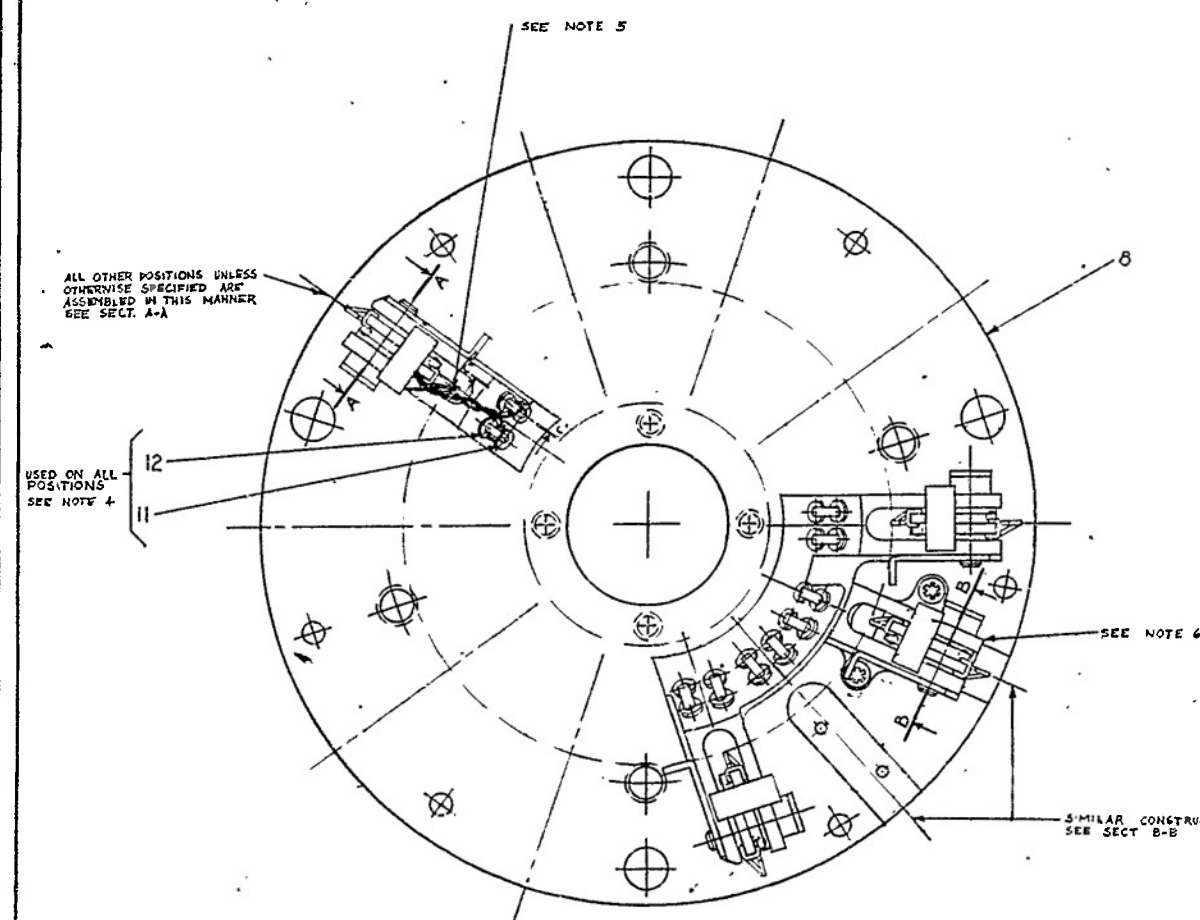 SEE NOTE 5
8
ALL OTHER POSITIONS UNLESS
OTHERWISE SPECIFIED ARE
ASSEMBLED IN THIS MANNER
SEE SECT. A-A
A
A
12
USED ON ALL
POSITIONS
SEE NOTE 4
11
B
SEE NOTE 6
B
SIMILAR CONSTRU
SEE SECT B-B